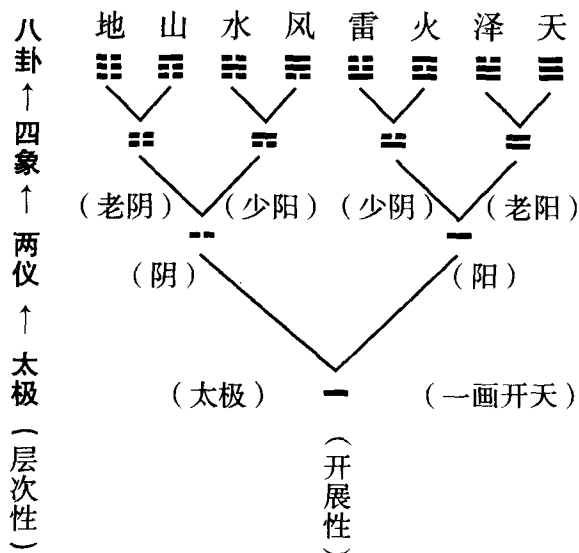 地 山 水 风 雷 火 泽 天
(老阴) (少阳) (少阴) (老阳)
(阴) (阳)
(太极) (一画开天)
(开展性)
八卦←四象←两仪←太极(层次性)